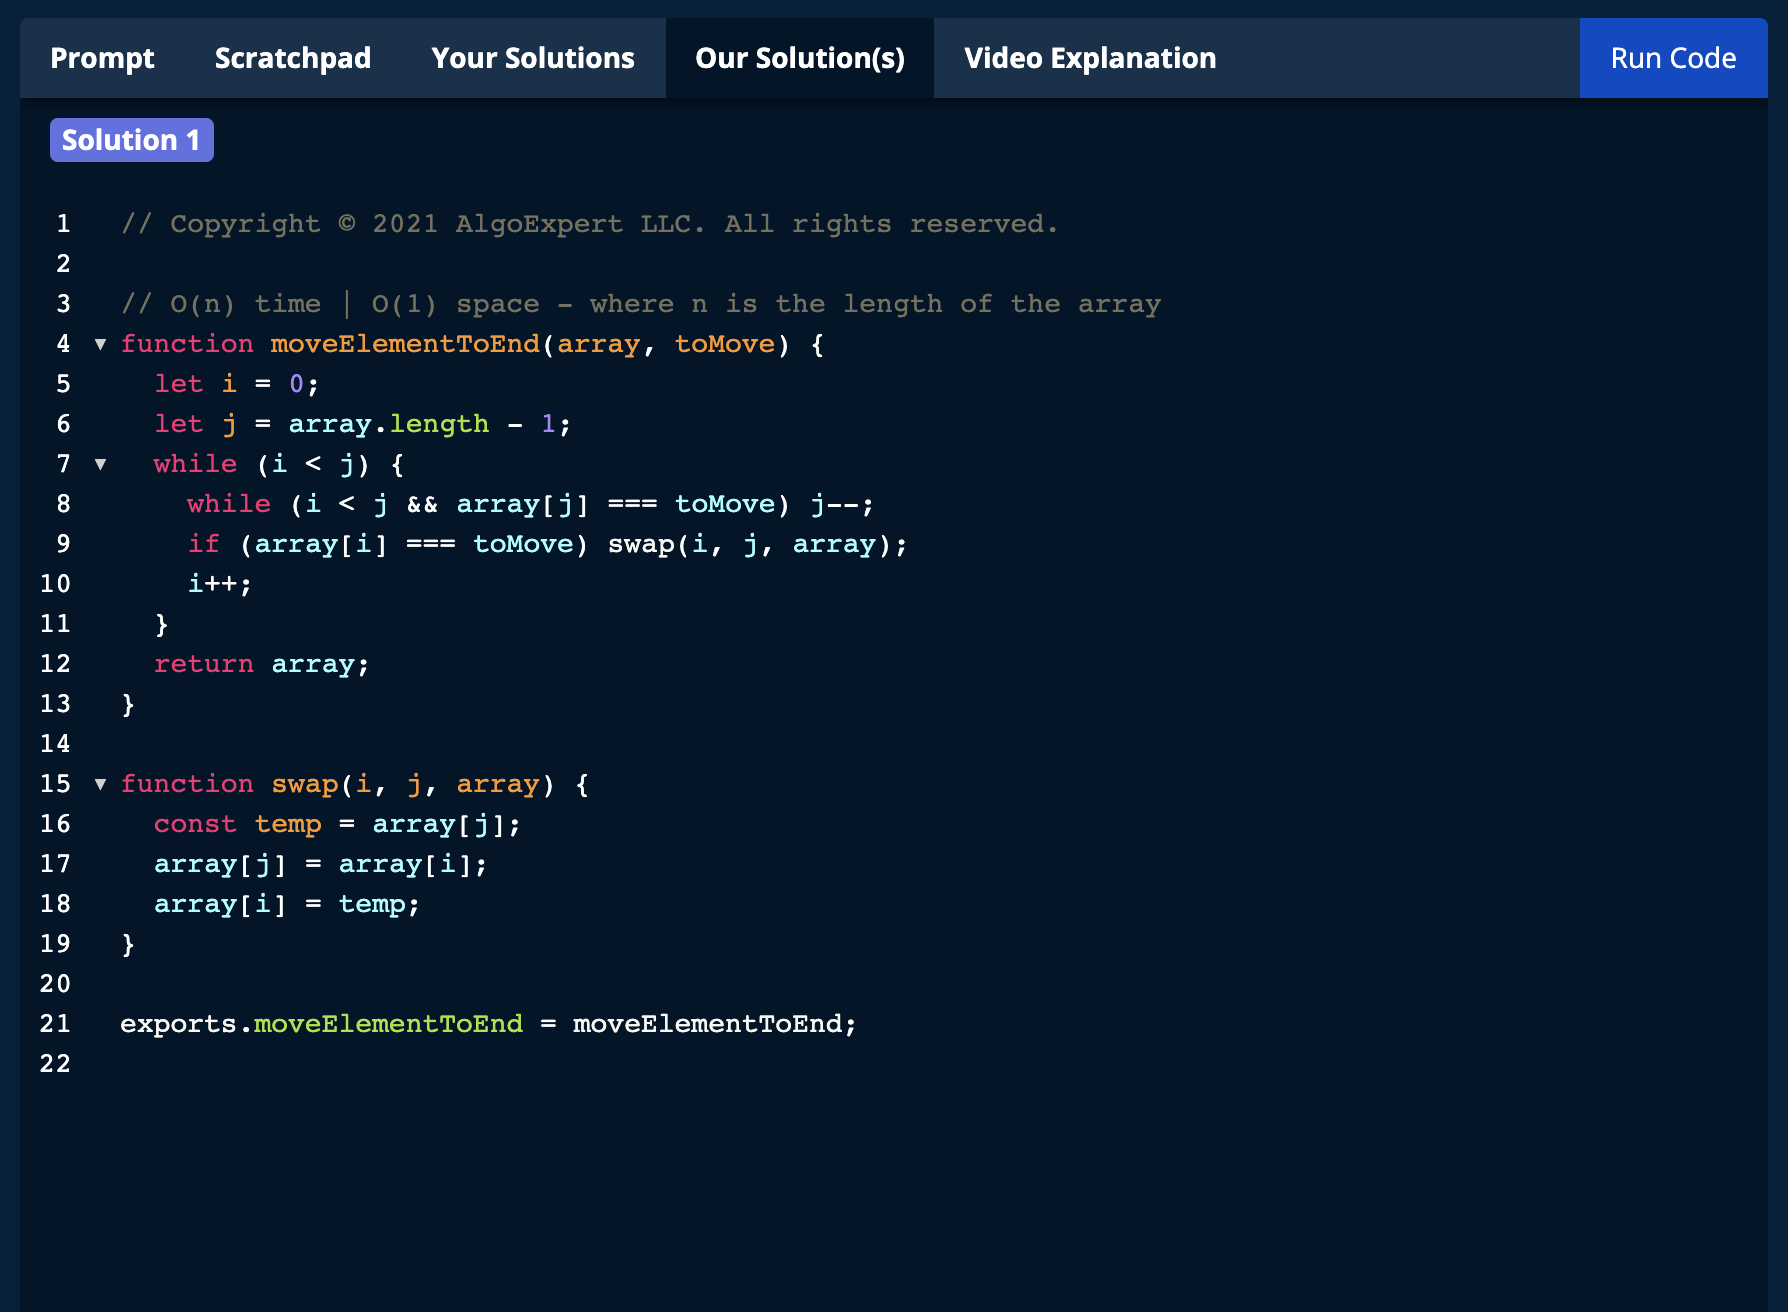 Prompt Scratchpad Your Solutions Our Solution(s) Video Explanation Run Code
Solution 1
1 // Copyright © 2021 AlgoExpert LLC. All rights reserved.
2
3 // O(n) time | O(1) space - where n is the length of the array
4 ▼ function moveElementToEnd(array, toMove) {
5   let i = 0;
6   let j = array.length - 1;
7 ▼   while (i < j) {
8     while (i < j && array[j] === toMove) j--;
9     if (array[i] === toMove) swap(i, j, array);
10     i++;
11   }
12   return array;
13 }
14
15 ▼ function swap(i, j, array) {
16   const temp = array[j];
17   array[j] = array[i];
18   array[i] = temp;
19 }
20
21 exports.moveElementToEnd = moveElementToEnd;
22